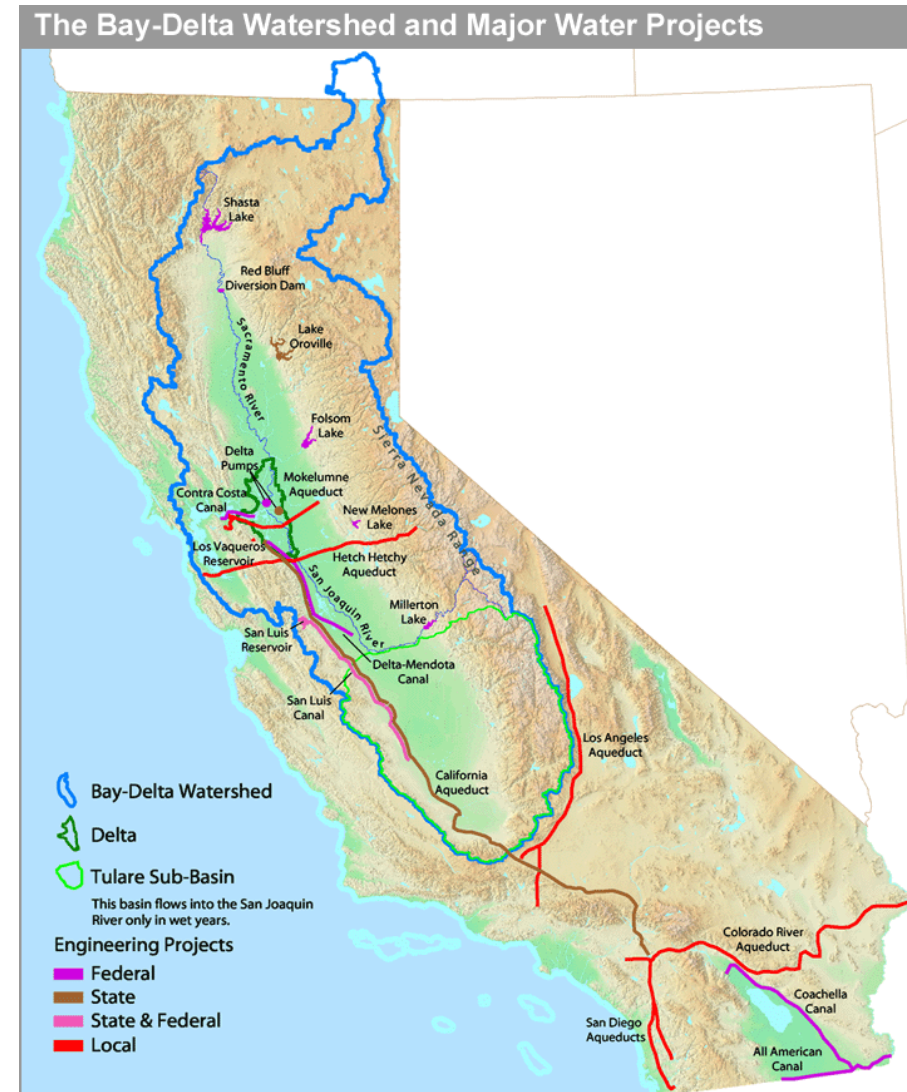 The Bay-Delta Watershed and Major Water Projects
Shasta
Lake
Red Bluff
Diversion Dam
Sacramento River
Lake
Oroville
Folsom
Lake
Sierra Nevada Range
Delta
Pumps
Mokelumne
Aqueduct
Contra Costa
Canal
New Melones
Lake
Los Vaqueros
Reservoir
Hetch Hetchy
Aqueduct
San Joaquin River
Millerton
Lake
San Luis
Reservoir
Delta-Mendota
Canal
San Luis
Canal
Los Angeles
Aqueduct
California
Aqueduct
Bay-Delta Watershed
Delta
Tulare Sub-Basin
This basin flows into the San Joaquin
River only in wet years.
Engineering Projects
Federal
State
State & Federal
Local
Colorado River
Aqueduct
Coachella
Canal
San Diego
Aqueducts
All American
Canal